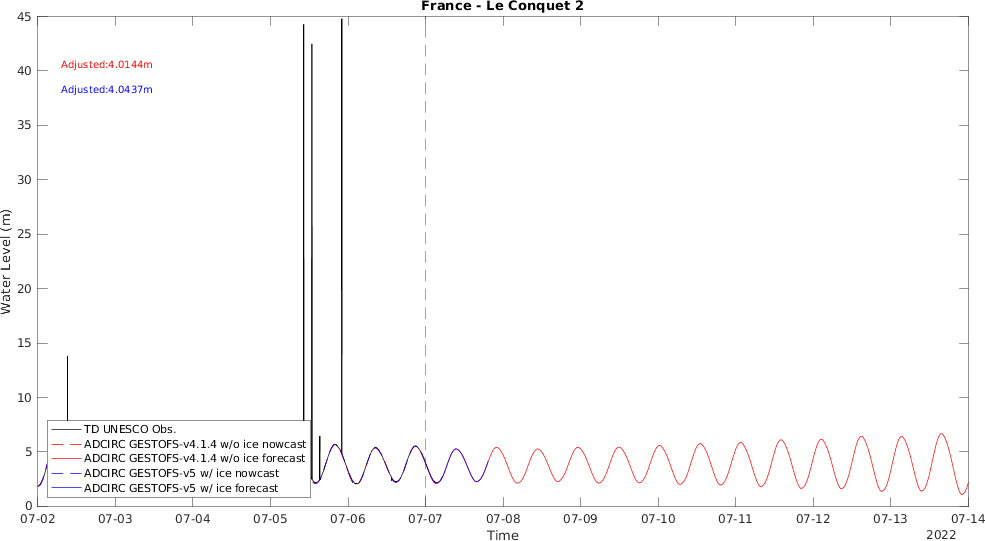 France - Le Conquet 2
45
40
35
30
25
20
15
10
5
0
Water Level (m)
Adjusted:4.0144m
Adjusted:4.0437m
TD UNESCO Obs.
ADCIRC GESTOFS-v4.1.4 w/o ice nowcast
ADCIRC GESTOFS-v4.1.4 w/o ice forecast
ADCIRC GESTOFS-v5 w/ ice nowcast
ADCIRC GESTOFS-v5 w/ ice forecast
07-02 07-03 07-04 07-05 07-06 07-07 07-08 07-09 07-10 07-11 07-12 07-13 07-14
Time
2022